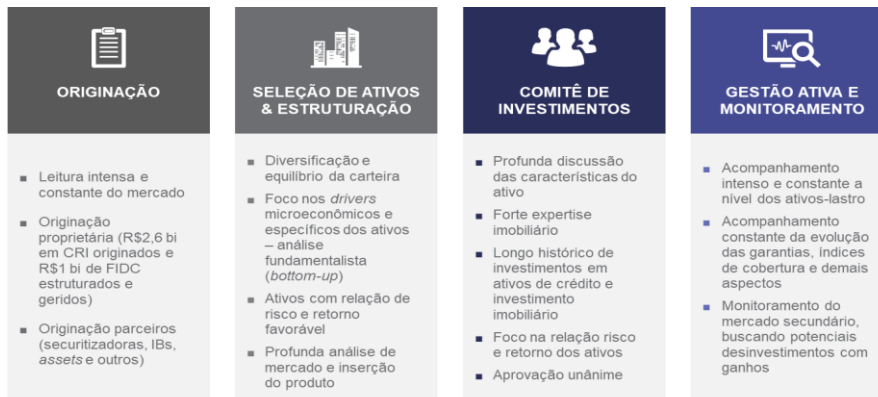 ORIGINAÇÃO
Leitura intensa e
constante do mercado
Originação
proprietária (R$2,6 bi
em CRI originados e
R$1 bi de FIDC
estruturados e
geridos)
Originação parceiros
(securitizadoras, IBs,
assets e outros)
SELEÇÃO DE ATIVOS
& ESTRUTURAÇÃO
Diversificação e
equilíbrio da carteira
Foco nos drivers
microeconômicos e
específicos dos ativos
– análise
fundamentalista
(bottom-up)
Ativos com relação de
risco e retorno
favorável
Profunda análise de
mercado e inserção
do produto
COMITÊ DE
INVESTIMENTOS
Profunda discussão
das características do
ativo
Forte expertise
imobiliário
Longo histórico de
investimentos em
ativos de crédito e
investimento
imobiliário
Foco na relação risco
e retorno dos ativos
Aprovação unânime
GESTÃO ATIVA E
MONITORAMENTO
Acompanhamento
intenso e constante a
nível dos ativos-lastro
Acompanhamento
constante da evolução
das garantias, índices
de cobertura e demais
aspectos
Monitoramento do
mercado secundário,
buscando potenciais
desinvestimentos com
ganhos